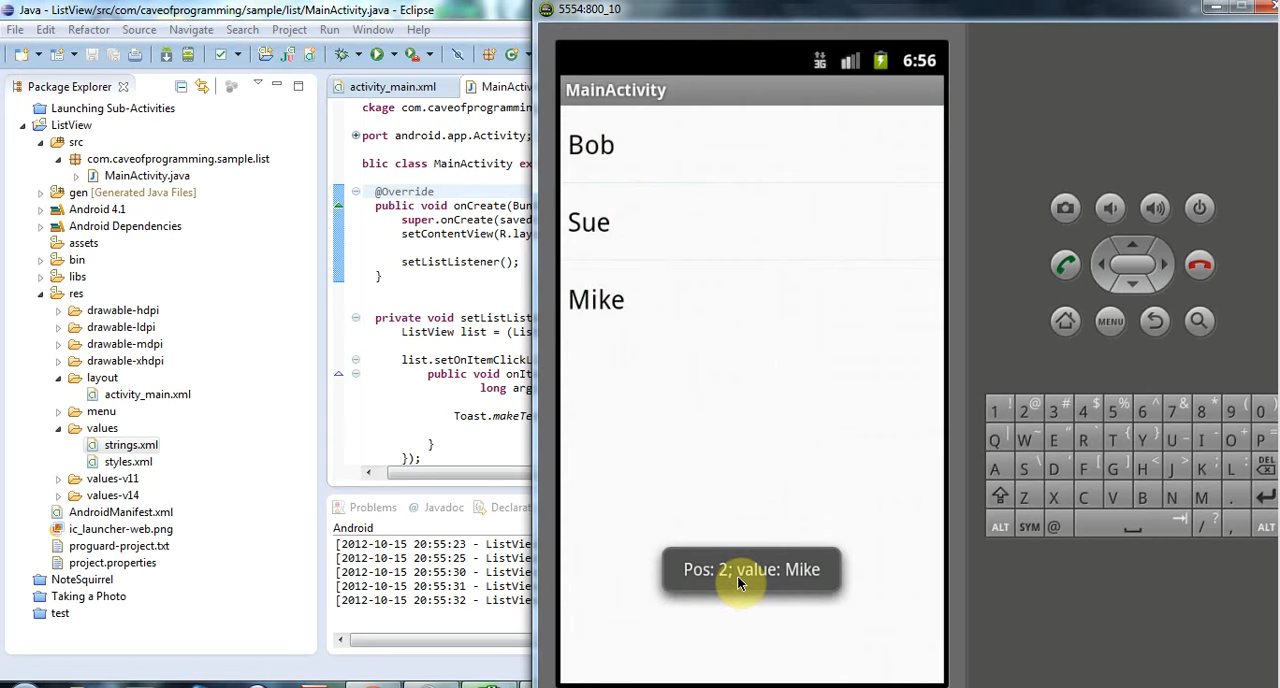 Java - ListView/src/com/caveofprogramming/sample/list/MainActivity.java - Eclipse
File Edit Refactor Source Navigate Search Project Run Window Help
Package Explorer
Launching Sub-Activities
ListView
src
com.caveofprogramming.sample.list
MainActivity.java
gen [Generated Java Files]
Android 4.1
Android Dependencies
assets
bin
libs
res
drawable-hdpi
drawable-ldpi
drawable-mdpi
drawable-xhdpi
layout
activity_main.xml
menu
values
strings.xml
styles.xml
values-v11
values-v14
AndroidManifest.xml
ic_launcher-web.png
proguard-project.txt
project.properties
NoteSquirrel
Taking a Photo
test
activity_main.xml MainActiv
ckage com.caveofprogrammin
port android.app.Activity;
blic class MainActivity ex
@Override
public void onCreate(Bun
super.onCreate(saved
setContentView(R.lay
setListListener();
}
private void setListList
ListView list = (Lis
list.setOnItemClickL
public void onIt
long arg
Toast.makeTe
}
});
Problems @ Javadoc Declarat
Android
[2012-10-15 20:55:23 - ListVie
[2012-10-15 20:55:25 - ListVie
[2012-10-15 20:55:30 - ListVie
[2012-10-15 20:55:31 - ListVie
[2012-10-15 20:55:32 - ListVie
5554:800_10
3G 6:56
MainActivity
Bob
Sue
Mike
Pos: 2; value: Mike
MENU
1 ! 2 @ 3 # 4 $ 5 % 6 ^ 7 & 8 * 9 ( 0 )
Q W ~ E " R ` T { Y } U - I O + P =
A S \ D ' F [ G ] H < J > K ; L : DEL
Z X C V B N M .
ALT SYM @ / ? , ALT